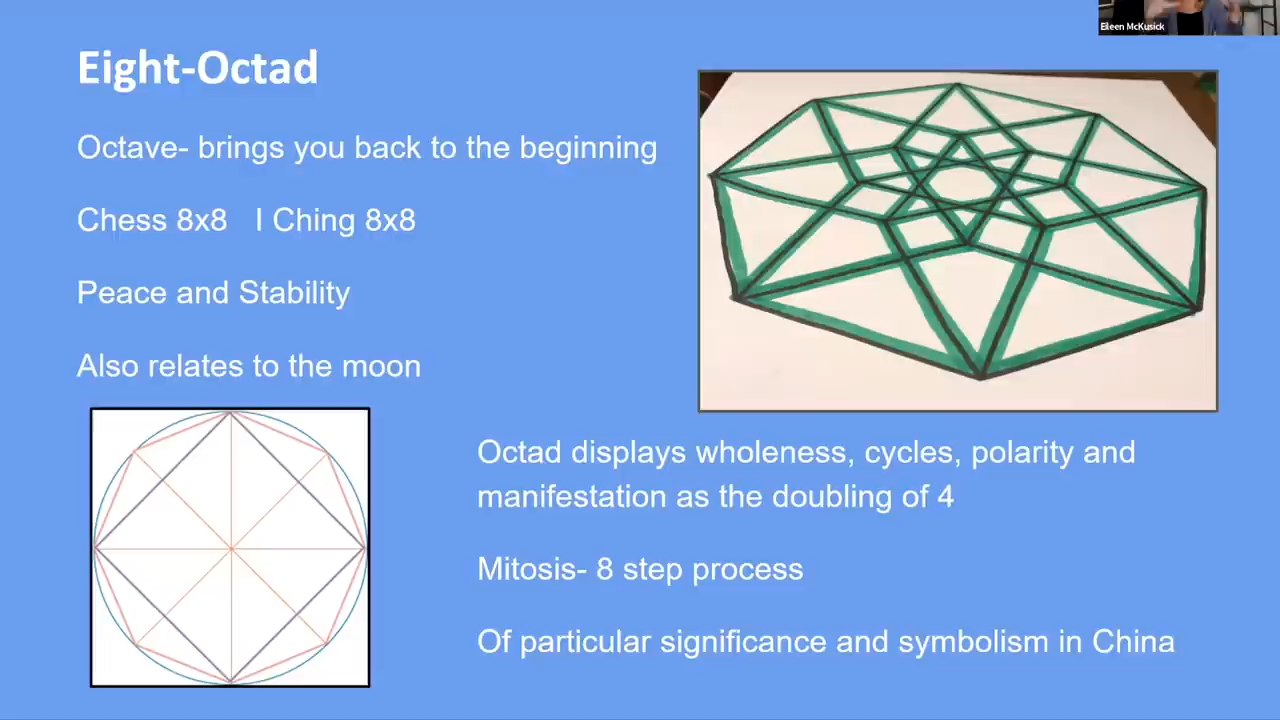 Eileen McKusick
Eight-Octad
Octave- brings you back to the beginning
Chess 8x8 I Ching 8x8
Peace and Stability
Also relates to the moon
Octad displays wholeness, cycles, polarity and
manifestation as the doubling of 4
Mitosis- 8 step process
Of particular significance and symbolism in China